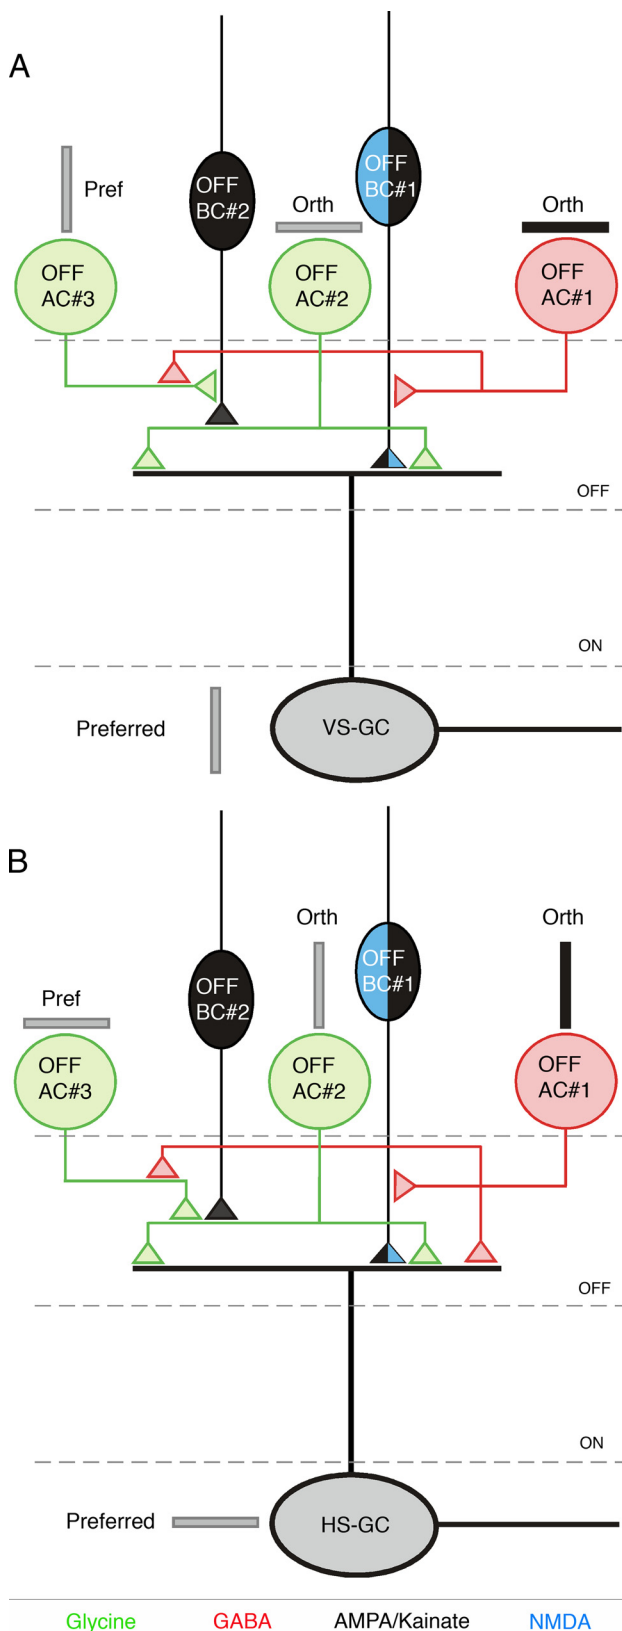 A
Pref
OFF
BC#2
OFF
BC#1
Orth
Orth
OFF
AC#3
OFF
AC#2
OFF
AC#1
OFF
ON
Preferred
VS-GC
B
Orth
Orth
OFF
BC#2
OFF
BC#1
Pref
OFF
AC#3
OFF
AC#2
OFF
AC#1
OFF
ON
Preferred
HS-GC
Glycine GABA AMPA/Kainate NMDA